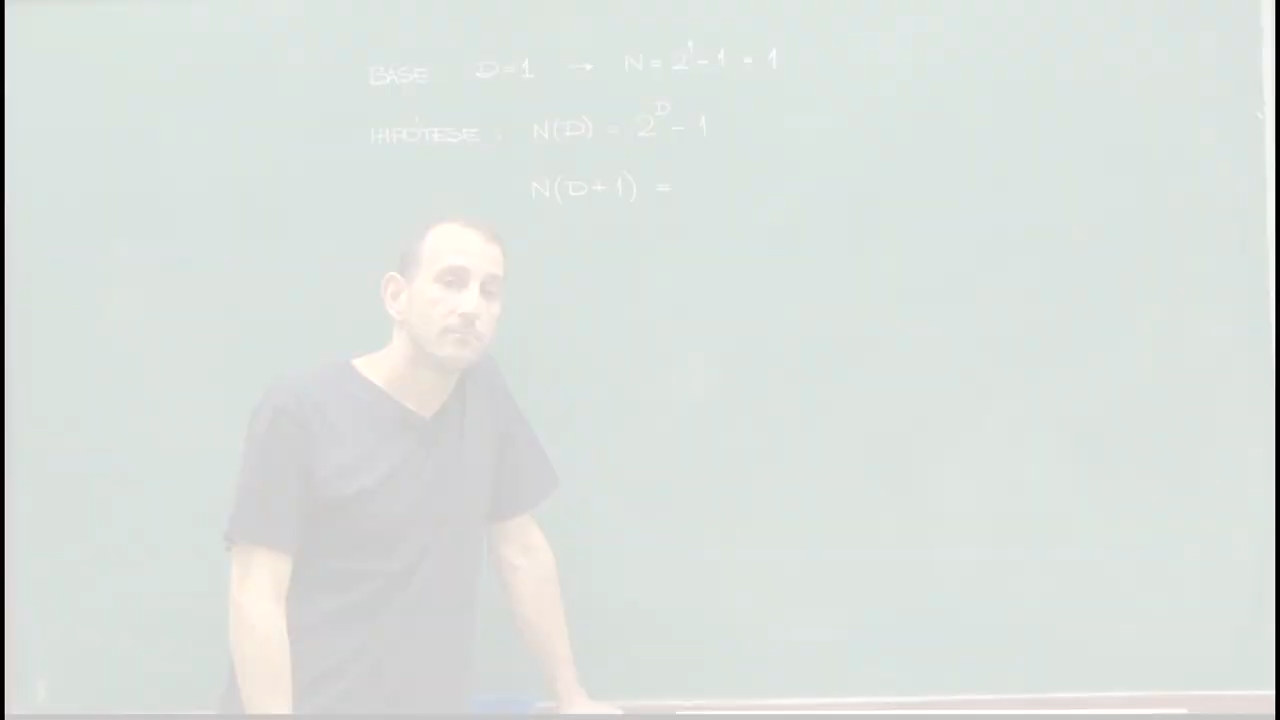 BASE D=1 → N = 2¹ - 1 = 1
HIPÓTESE : N(D) = 2ᴰ - 1
N(D+1) =